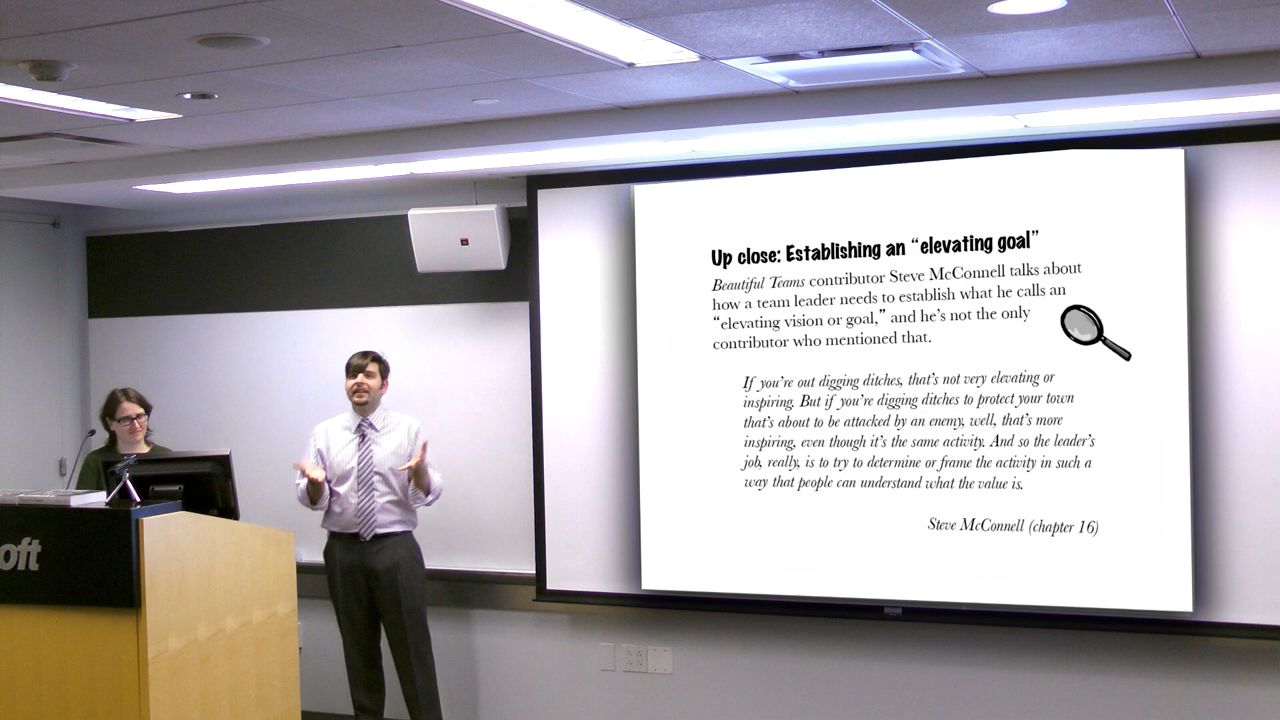 Up close: Establishing an “elevating goal”
Beautiful Teams contributor Steve McConnell talks about
how a team leader needs to establish what he calls an
“elevating vision or goal,” and he’s not the only
contributor who mentioned that.
If you’re out digging ditches, that’s not very elevating or
inspiring. But if you’re digging ditches to protect your town
that’s about to be attacked by an enemy, well, that’s more
inspiring, even though it’s the same activity. And so the leader’s
job, really, is to try to determine or frame the activity in such a
way that people can understand what the value is.
Steve McConnell (chapter 16)
oft